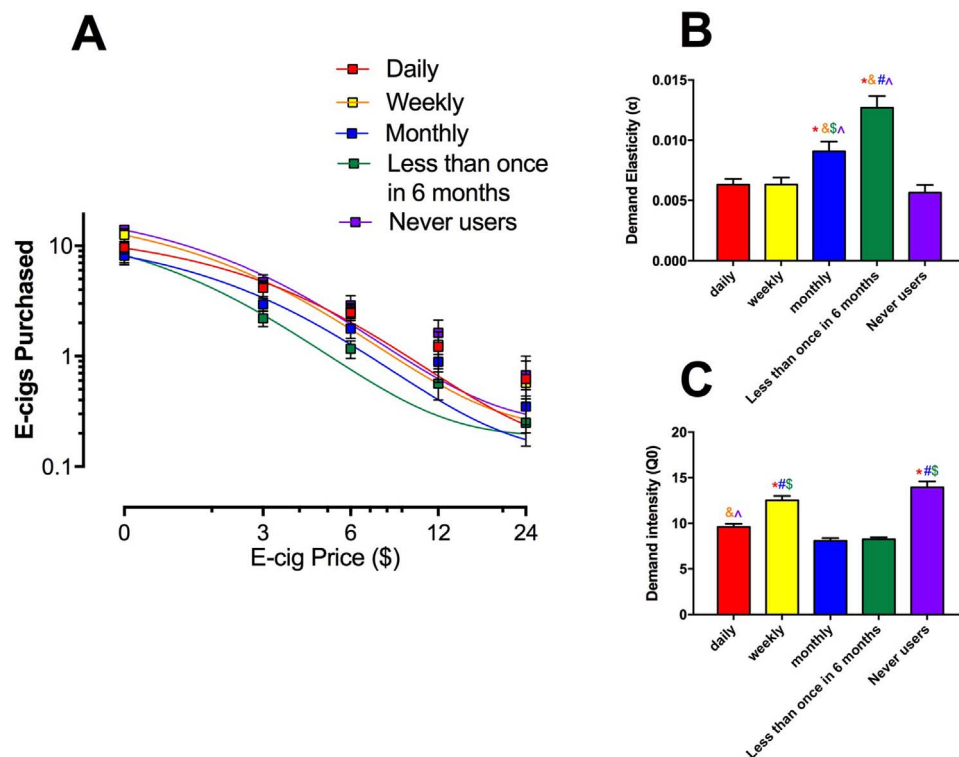 A
Daily
Weekly
Monthly
Less than once
in 6 months
Never users
E-cigs Purchased
10
1
0.1
0
3
6
12
24
E-cig Price ($)
B
Demand Elasticity (α)
0.015
0.010
0.005
0.000
*&$^
*&#^
daily
weekly
monthly
Less than once in 6 months
Never users
C
Demand intensity (Q0)
20
15
10
5
0
&^
*#$
*#$
daily
weekly
monthly
Less than once in 6 months
Never users